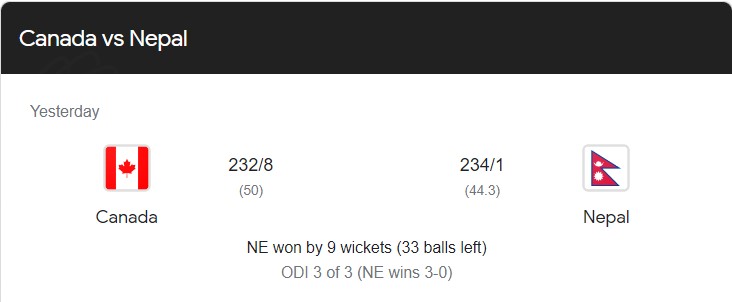 Canada vs Nepal
Yesterday
232/8
234/1
(50)
(44.3)
Canada
Nepal
NE won by 9 wickets (33 balls left)
ODI 3 of 3 (NE wins 3-0)